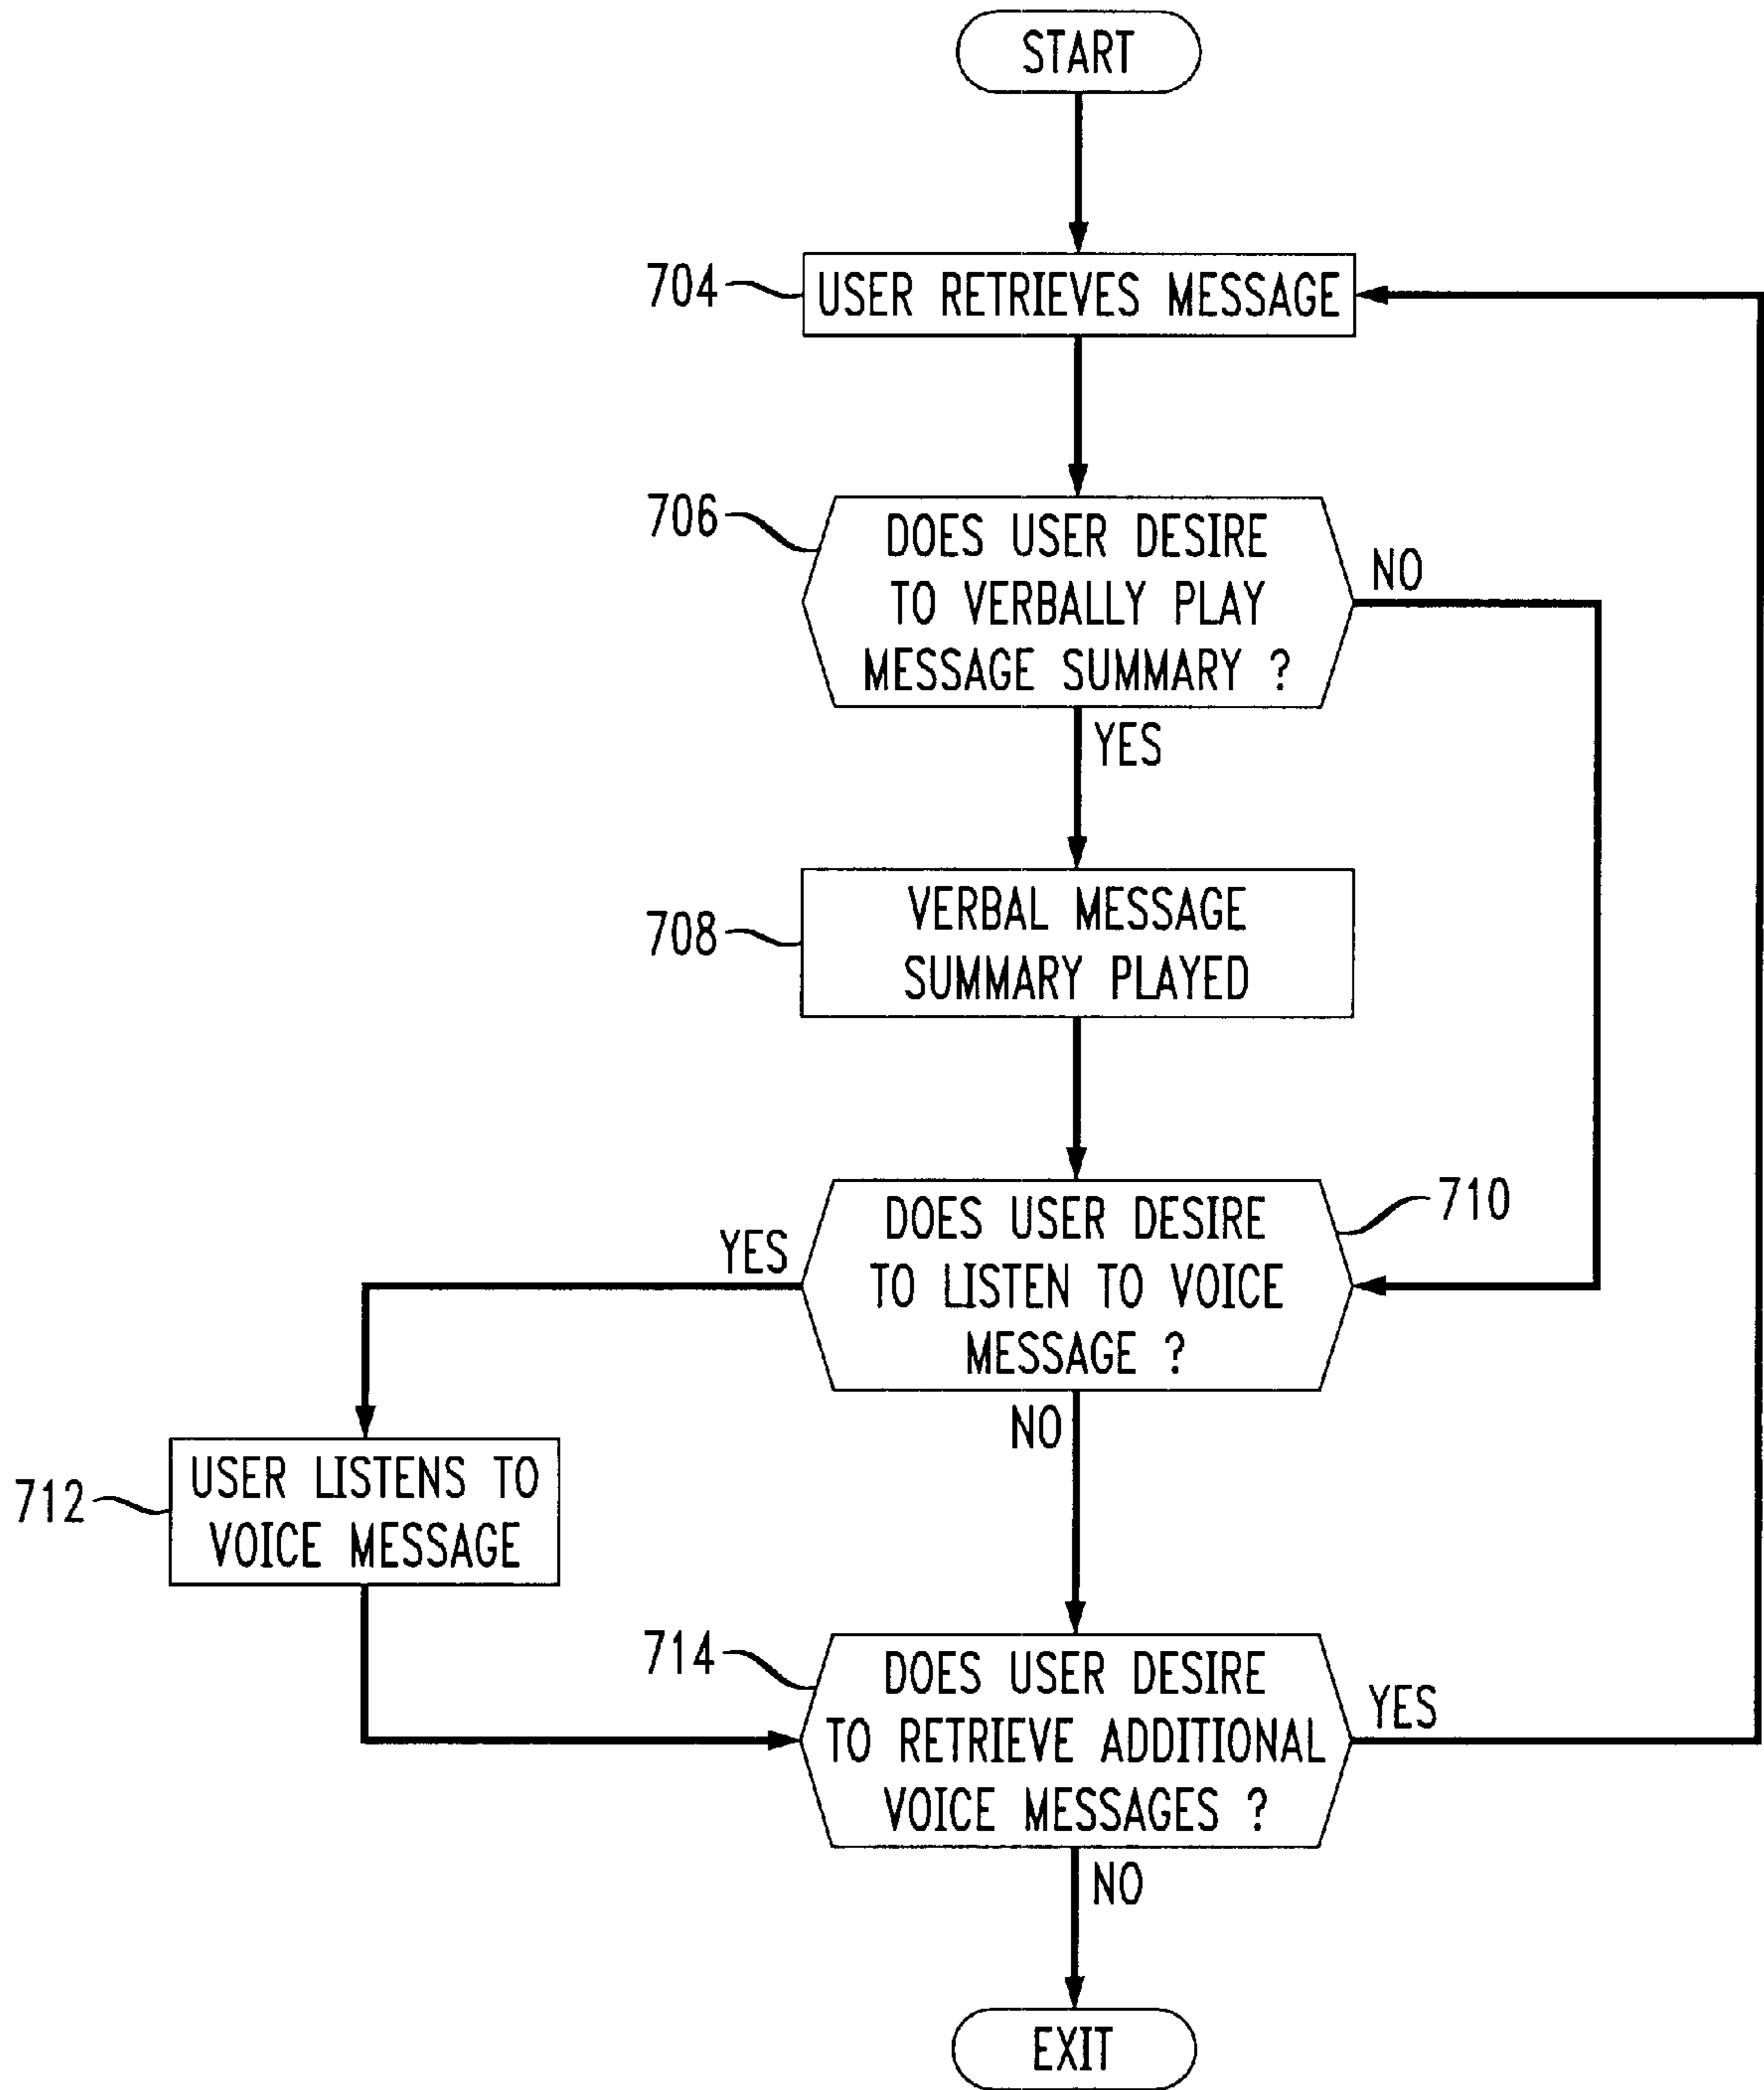 START
704
USER RETRIEVES MESSAGE
706
DOES USER DESIRE
TO VERBALLY PLAY
MESSAGE SUMMARY ?
NO
YES
708
VERBAL MESSAGE
SUMMARY PLAYED
710
DOES USER DESIRE
TO LISTEN TO VOICE
MESSAGE ?
YES
NO
712
USER LISTENS TO
VOICE MESSAGE
714
DOES USER DESIRE
TO RETRIEVE ADDITIONAL
VOICE MESSAGES ?
YES
NO
EXIT